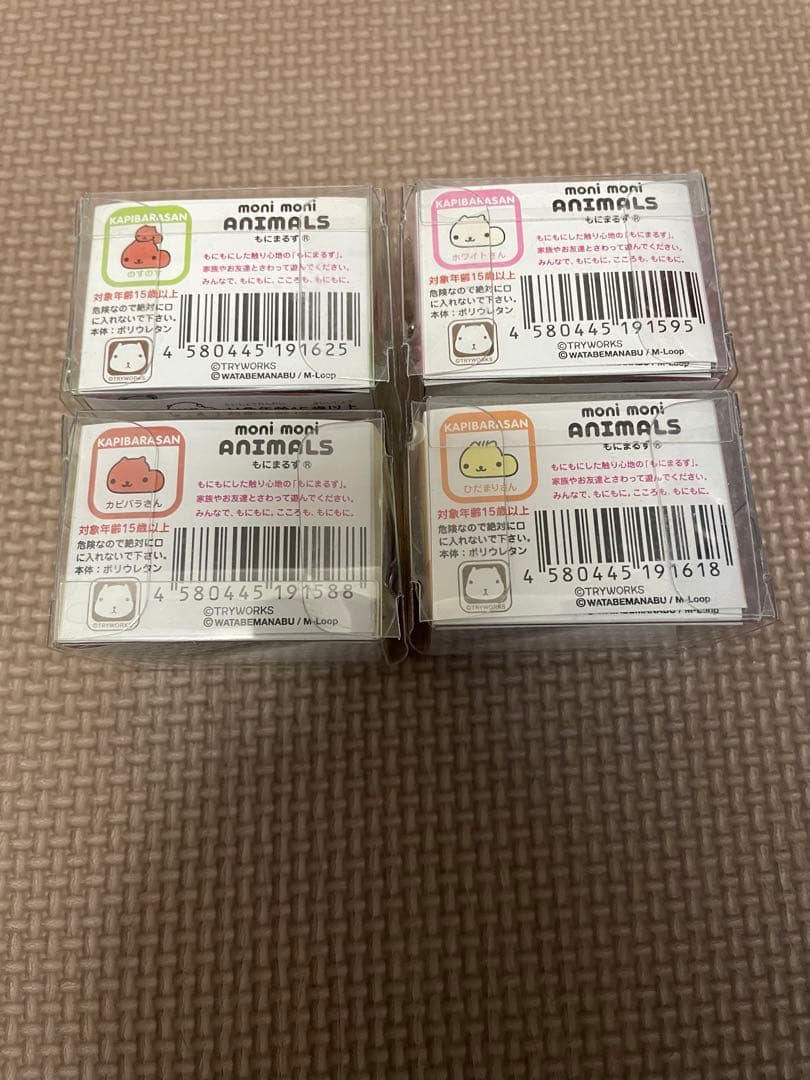 KAPIBARASAN
のすのす
moni moni
ANIMALS
もにまるず®
もにもにした触り心地の「もにまるず」。
家族やお友達とさわって遊んでください。
みんなで、もにもに。こころも、もにもに。
対象年齢15歳以上
危険なので絶対に口
に入れないで下さい。
本体：ポリウレタン
4 580445 191625
©TRYWORKS
©TRYWORKS
©WATABEMANABU / M-Loop
KAPIBARASAN
ホワイトさん
moni moni
ANIMALS
もにまるず®
もにもにした触り心地の「もにまるず」。
家族やお友達とさわって遊んでください。
みんなで、もにもに。こころも、もにもに。
対象年齢15歳以上
危険なので絶対に口
に入れないで下さい。
本体：ポリウレタン
4 580445 191595
©TRYWORKS
©TRYWORKS
©WATABEMANABU / M-Loop
KAPIBARASAN
カピバラさん
moni moni
ANIMALS
もにまるず®
もにもにした触り心地の「もにまるず」。
家族やお友達とさわって遊んでください。
みんなで、もにもに。こころも、もにもに。
対象年齢15歳以上
危険なので絶対に口
に入れないで下さい。
本体：ポリウレタン
4 580445 191588
©TRYWORKS
©TRYWORKS
©WATABEMANABU / M-Loop
KAPIBARASAN
ひだまりさん
moni moni
ANIMALS
もにまるず®
もにもにした触り心地の「もにまるず」。
家族やお友達とさわって遊んでください。
みんなで、もにもに。こころも、もにもに。
対象年齢15歳以上
危険なので絶対に口
に入れないで下さい。
本体：ポリウレタン
4 580445 191618
©TRYWORKS
©TRYWORKS
©WATABEMANABU / M-Loop